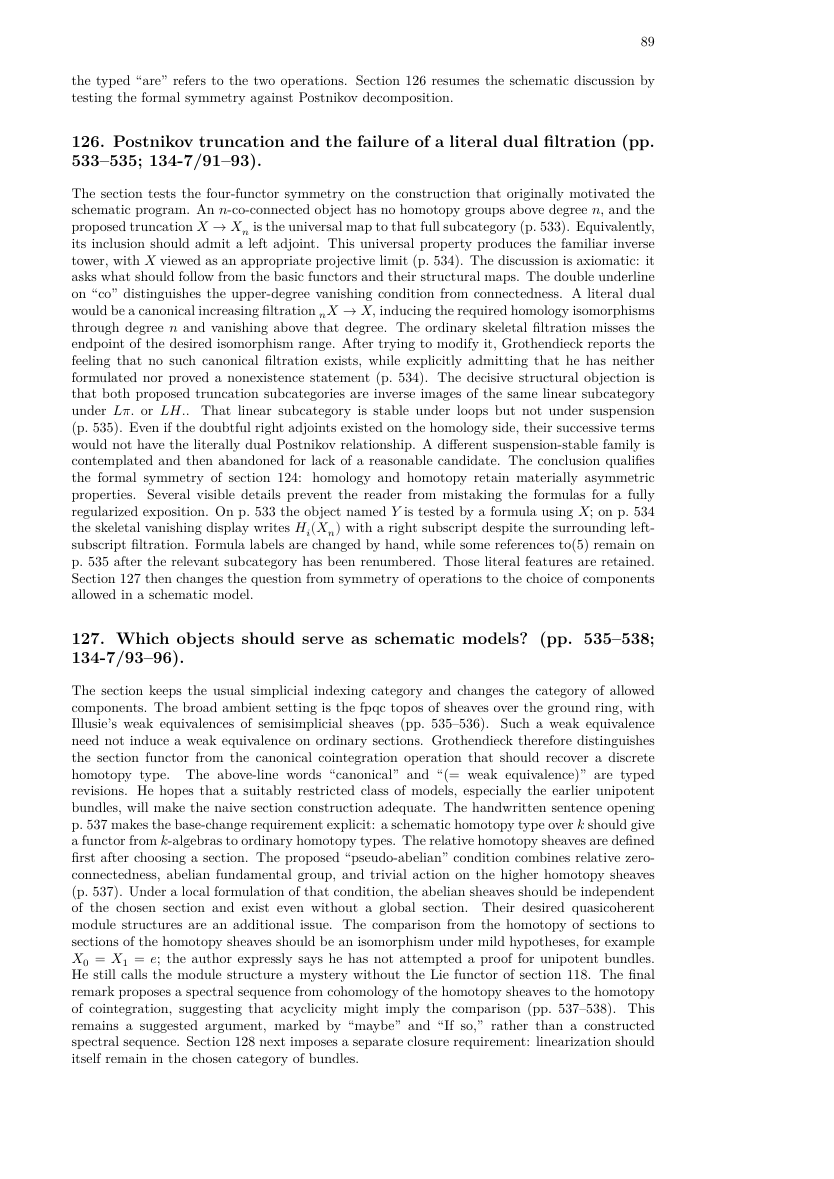 89
the typed “are” refers to the two operations. Section 126 resumes the schematic discussion by
testing the formal symmetry against Postnikov decomposition.
126. Postnikov truncation and the failure of a literal dual filtration (pp.
533–535; 134-7/91–93).
The section tests the four-functor symmetry on the construction that originally motivated the
schematic program. An n-co-connected object has no homotopy groups above degree n, and the
proposed truncation X → Xₙ is the universal map to that full subcategory (p. 533). Equivalently,
its inclusion should admit a left adjoint. This universal property produces the familiar inverse
tower, with X viewed as an appropriate projective limit (p. 534). The discussion is axiomatic: it
asks what should follow from the basic functors and their structural maps. The double underline
on “co” distinguishes the upper-degree vanishing condition from connectedness. A literal dual
would be a canonical increasing filtration ₙX → X, inducing the required homology isomorphisms
through degree n and vanishing above that degree. The ordinary skeletal filtration misses the
endpoint of the desired isomorphism range. After trying to modify it, Grothendieck reports the
feeling that no such canonical filtration exists, while explicitly admitting that he has neither
formulated nor proved a nonexistence statement (p. 534). The decisive structural objection is
that both proposed truncation subcategories are inverse images of the same linear subcategory
under Lπ. or LH.. That linear subcategory is stable under loops but not under suspension
(p. 535). Even if the doubtful right adjoints existed on the homology side, their successive terms
would not have the literally dual Postnikov relationship. A different suspension-stable family is
contemplated and then abandoned for lack of a reasonable candidate. The conclusion qualifies
the formal symmetry of section 124: homology and homotopy retain materially asymmetric
properties. Several visible details prevent the reader from mistaking the formulas for a fully
regularized exposition. On p. 533 the object named Y is tested by a formula using X; on p. 534
the skeletal vanishing display writes Hᵢ(Xₙ) with a right subscript despite the surrounding left-
subscript filtration. Formula labels are changed by hand, while some references to(5) remain on
p. 535 after the relevant subcategory has been renumbered. Those literal features are retained.
Section 127 then changes the question from symmetry of operations to the choice of components
allowed in a schematic model.
127. Which objects should serve as schematic models? (pp. 535–538;
134-7/93–96).
The section keeps the usual simplicial indexing category and changes the category of allowed
components. The broad ambient setting is the fpqc topos of sheaves over the ground ring, with
Illusie’s weak equivalences of semisimplicial sheaves (pp. 535–536). Such a weak equivalence
need not induce a weak equivalence on ordinary sections. Grothendieck therefore distinguishes
the section functor from the canonical cointegration operation that should recover a discrete
homotopy type. The above-line words “canonical” and “(= weak equivalence)” are typed
revisions. He hopes that a suitably restricted class of models, especially the earlier unipotent
bundles, will make the naive section construction adequate. The handwritten sentence opening
p. 537 makes the base-change requirement explicit: a schematic homotopy type over k should give
a functor from k-algebras to ordinary homotopy types. The relative homotopy sheaves are defined
first after choosing a section. The proposed “pseudo-abelian” condition combines relative zero-
connectedness, abelian fundamental group, and trivial action on the higher homotopy sheaves
(p. 537). Under a local formulation of that condition, the abelian sheaves should be independent
of the chosen section and exist even without a global section. Their desired quasicoherent
module structures are an additional issue. The comparison from the homotopy of sections to
sections of the homotopy sheaves should be an isomorphism under mild hypotheses, for example
X₀ = X₁ = e; the author expressly says he has not attempted a proof for unipotent bundles.
He still calls the module structure a mystery without the Lie functor of section 118. The final
remark proposes a spectral sequence from cohomology of the homotopy sheaves to the homotopy
of cointegration, suggesting that acyclicity might imply the comparison (pp. 537–538). This
remains a suggested argument, marked by “maybe” and “If so,” rather than a constructed
spectral sequence. Section 128 next imposes a separate closure requirement: linearization should
itself remain in the chosen category of bundles.